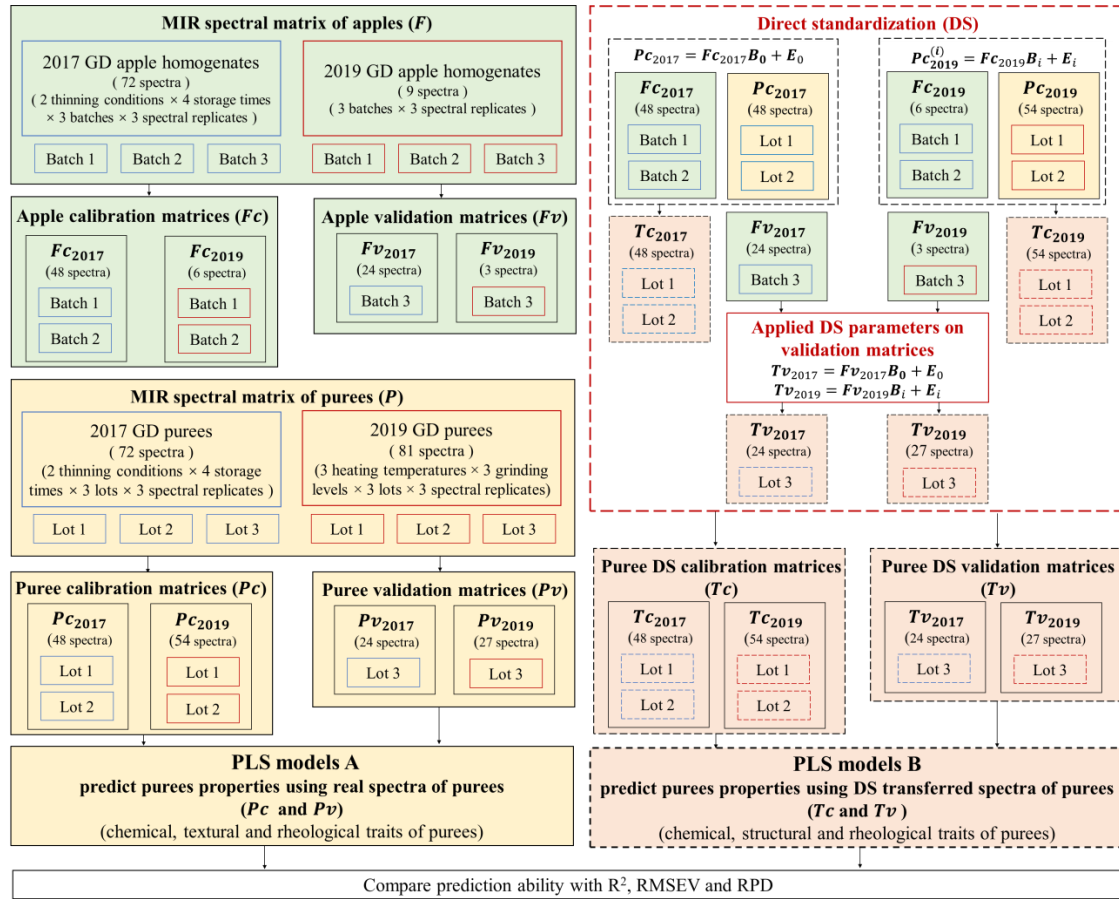 MIR spectral matrix of apples (F)
2017 GD apple homogenates
( 72 spectra)
( 2 thinning conditions × 4 storage times
× 3 batches × 3 spectral replicates )
2019 GD apple homogenates
( 9 spectra)
(3 batches × 3 spectral replicates)
Batch 1
Batch 2
Batch 3
Batch 1
Batch 2
Batch 3
Apple calibration matrices (Fc)
Fc2017
(48 spectra)
Batch 1
Batch 2
Fc2019
(6 spectra)
Batch 1
Batch 2
Apple validation matrices (Fv)
Fv2017
(24 spectra)
Batch 3
Fv2019
(3 spectra)
Batch 3
MIR spectral matrix of purees (P)
2017 GD purees
(72 spectra)
(2 thinning conditions × 4 storage
times × 3 lots × 3 spectral replicates )
2019 GD purees
( 81 spectra)
(3 heating temperatures × 3 grinding
levels × 3 lots × 3 spectral replicates)
Lot 1
Lot 2
Lot 3
Lot 1
Lot 2
Lot 3
Puree calibration matrices (Pc)
Pc2017
(48 spectra)
Lot 1
Lot 2
Pc2019
(54 spectra)
Lot 1
Lot 2
Puree validation matrices (Pv)
Pv2017
(24 spectra)
Lot 3
Pv2019
(27 spectra)
Lot 3
PLS models A
predict purees properties using real spectra of purees
(Pc and Pv)
(chemical, textural and rheological traits of purees)
Direct standardization (DS)
Pc2017 = Fc2017B0 + E0
Fc2017
(48 spectra)
Batch 1
Batch 2
Pc2017
(48 spectra)
Lot 1
Lot 2
Pc2019(i) = Fc2019Bi + Ei
Fc2019
(6 spectra)
Batch 1
Batch 2
Pc2019
(54 spectra)
Lot 1
Lot 2
Tc2017
(48 spectra)
Lot 1
Lot 2
Fv2017
(24 spectra)
Batch 3
Fv2019
(3 spectra)
Batch 3
Tc2019
(54 spectra)
Lot 1
Lot 2
Applied DS parameters on
validation matrices
Tv2017 = Fv2017B0 + E0
Tv2019 = Fv2019Bi + Ei
Tv2017
(24 spectra)
Lot 3
Tv2019
(27 spectra)
Lot 3
Puree DS calibration matrices
(Tc)
Tc2017
(48 spectra)
Lot 1
Lot 2
Tc2019
(54 spectra)
Lot 1
Lot 2
Puree DS validation matrices
(Tv)
Tv2017
(24 spectra)
Lot 3
Tv2019
(27 spectra)
Lot 3
PLS models B
predict purees properties using DS transferred spectra of purees
(Tc and Tv )
(chemical, structural and rheological traits of purees)
Compare prediction ability with R², RMSEV and RPD